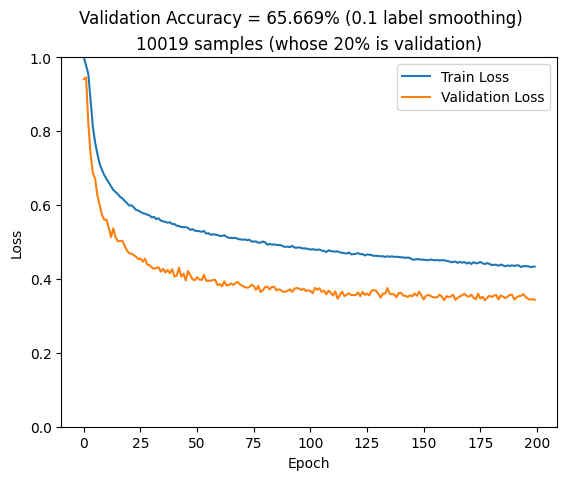 Validation Accuracy = 65.669% (0.1 label smoothing)
10019 samples (whose 20% is validation)
Train Loss
Validation Loss
Loss
1.0
0.8
0.6
0.4
0.2
0.0
0 25 50 75 100 125 150 175 200
Epoch